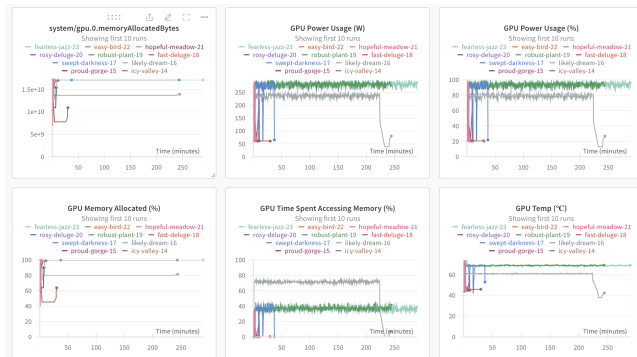 system/gpu.0.memoryAllocatedBytes
Showing first 10 runs
fearless-jazz-23 easy-bird-22 hopeful-meadow-21
rosy-deluge-20 robust-plant-19 fast-deluge-18
swept-darkness-17 likely-dream-16
proud-gorge-15 icy-valley-14
1.5e+10
1e+10
5e+9
0
Time (minutes)
50 100 150 200 250
GPU Power Usage (W)
Showing first 10 runs
fearless-jazz-23 easy-bird-22 hopeful-meadow-21
rosy-deluge-20 robust-plant-19 fast-deluge-18
swept-darkness-17 likely-dream-16
proud-gorge-15 icy-valley-14
250
200
150
100
50
0
Time (minutes)
50 100 150 200 250
GPU Power Usage (%)
Showing first 10 runs
fearless-jazz-23 easy-bird-22 hopeful-meadow-21
rosy-deluge-20 robust-plant-19 fast-deluge-18
swept-darkness-17 likely-dream-16
proud-gorge-15 icy-valley-14
100
80
60
40
20
0
Time (minutes)
50 100 150 200 250
GPU Memory Allocated (%)
Showing first 10 runs
fearless-jazz-23 easy-bird-22 hopeful-meadow-21
rosy-deluge-20 robust-plant-19 fast-deluge-18
swept-darkness-17 likely-dream-16
proud-gorge-15 icy-valley-14
100
80
60
40
20
0
Time (minutes)
50 100 150 200 250
GPU Time Spent Accessing Memory (%)
Showing first 10 runs
fearless-jazz-23 easy-bird-22 hopeful-meadow-21
rosy-deluge-20 robust-plant-19 fast-deluge-18
swept-darkness-17 likely-dream-16
proud-gorge-15 icy-valley-14
100
80
60
40
20
0
Time (minutes)
50 100 150 200 250
GPU Temp (℃)
Showing first 10 runs
fearless-jazz-23 easy-bird-22 hopeful-meadow-21
rosy-deluge-20 robust-plant-19 fast-deluge-18
swept-darkness-17 likely-dream-16
proud-gorge-15 icy-valley-14
60
40
20
0
Time (minutes)
50 100 150 200 250